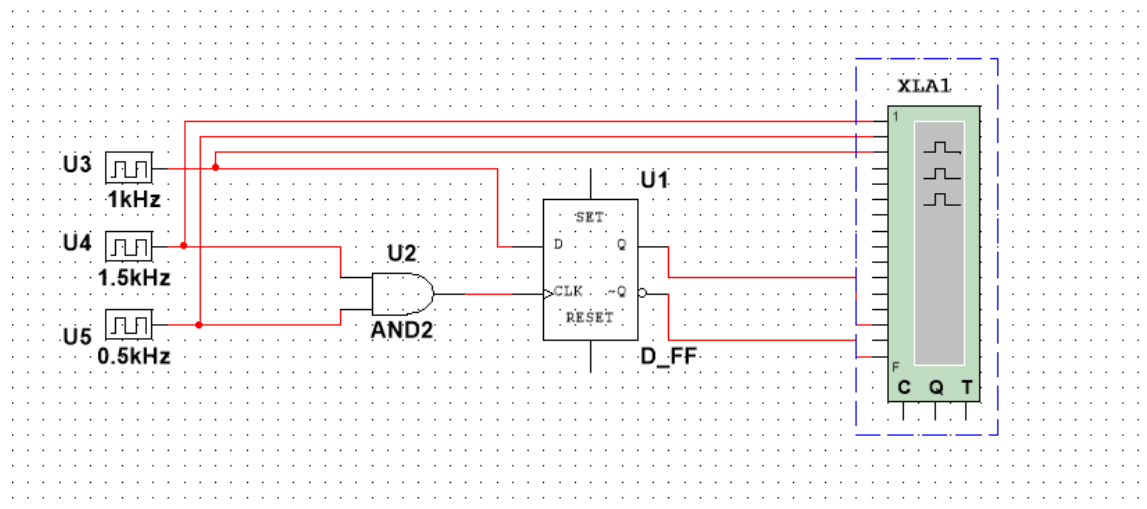 XLA1
1
U3
1kHz
U1
SET
D
Q
U4
1.5kHz
U2
CLK
~Q
RESET
AND2
U5
0.5kHz
D_FF
F
C Q T